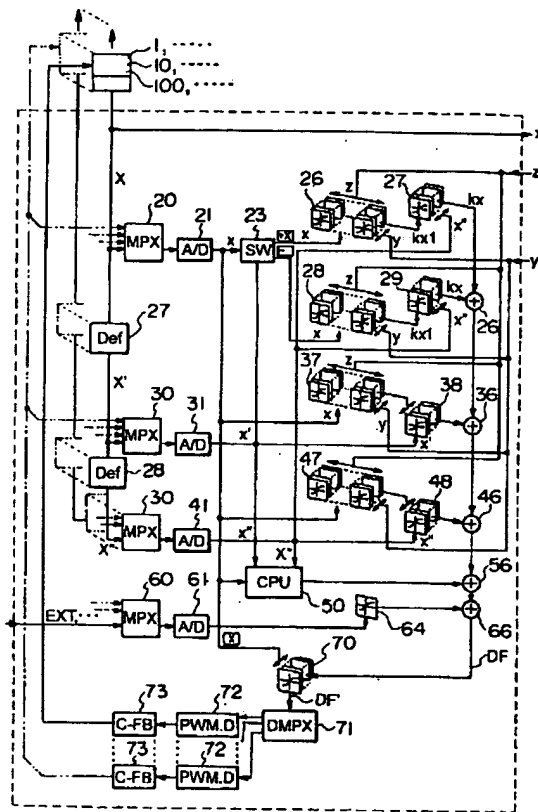 1, ······
10, ······
100, ······
x
z
X
20
21
23
26
z
27
kx
MPX
A/D
x
SW
+X
x
−
y
kx1
x"
y
28
z
29
kx
x
y
kx1
x"
26
Def
27
X'
37
z
38
30
31
x
y
x'
36
MPX
A/D
x'
Def
28
47
z
48
30
41
x
x'
46
X"
MPX
A/D
x"
X"
60
61
CPU
50
56
EXT,
MPX
A/D
64
66
X
70
DF
73
72
DF'
C-FB
PWM.D
DMPX
71
73
72
C-FB
PWM.D